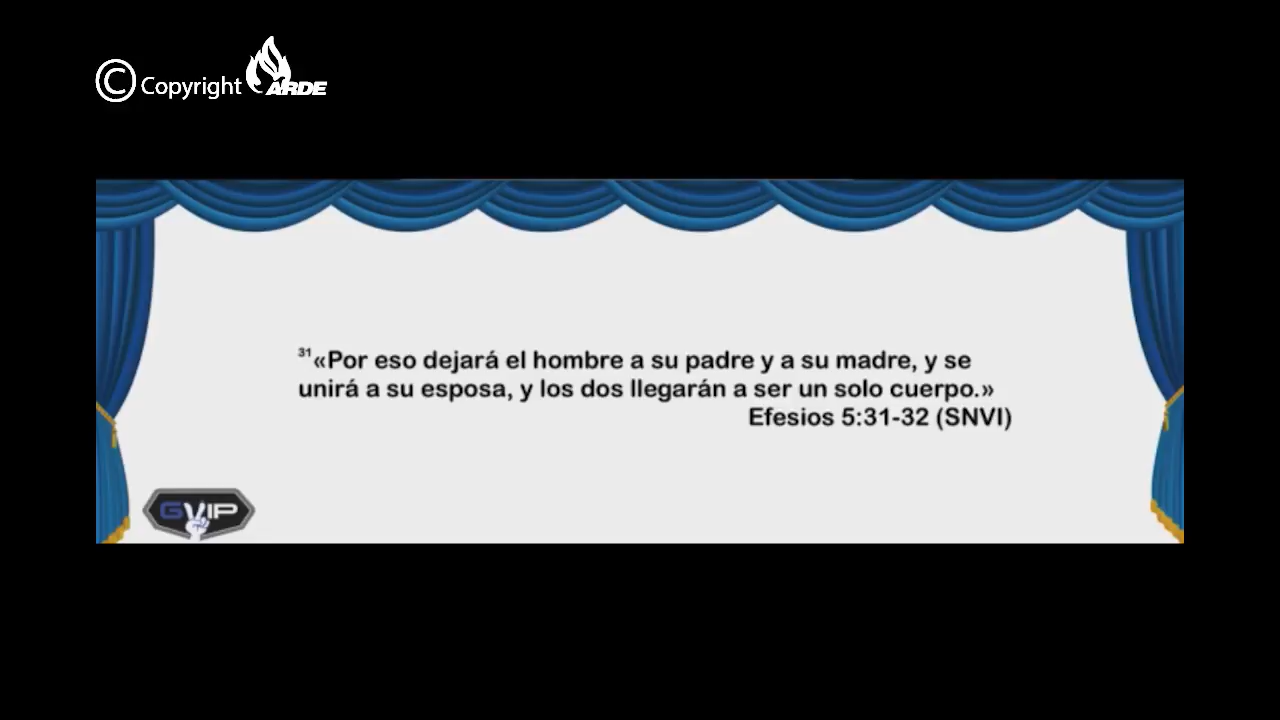 © Copyright ARDE
31«Por eso dejará el hombre a su padre y a su madre, y se
unirá a su esposa, y los dos llegarán a ser un solo cuerpo.»
Efesios 5:31-32 (SNVI)
GVIP